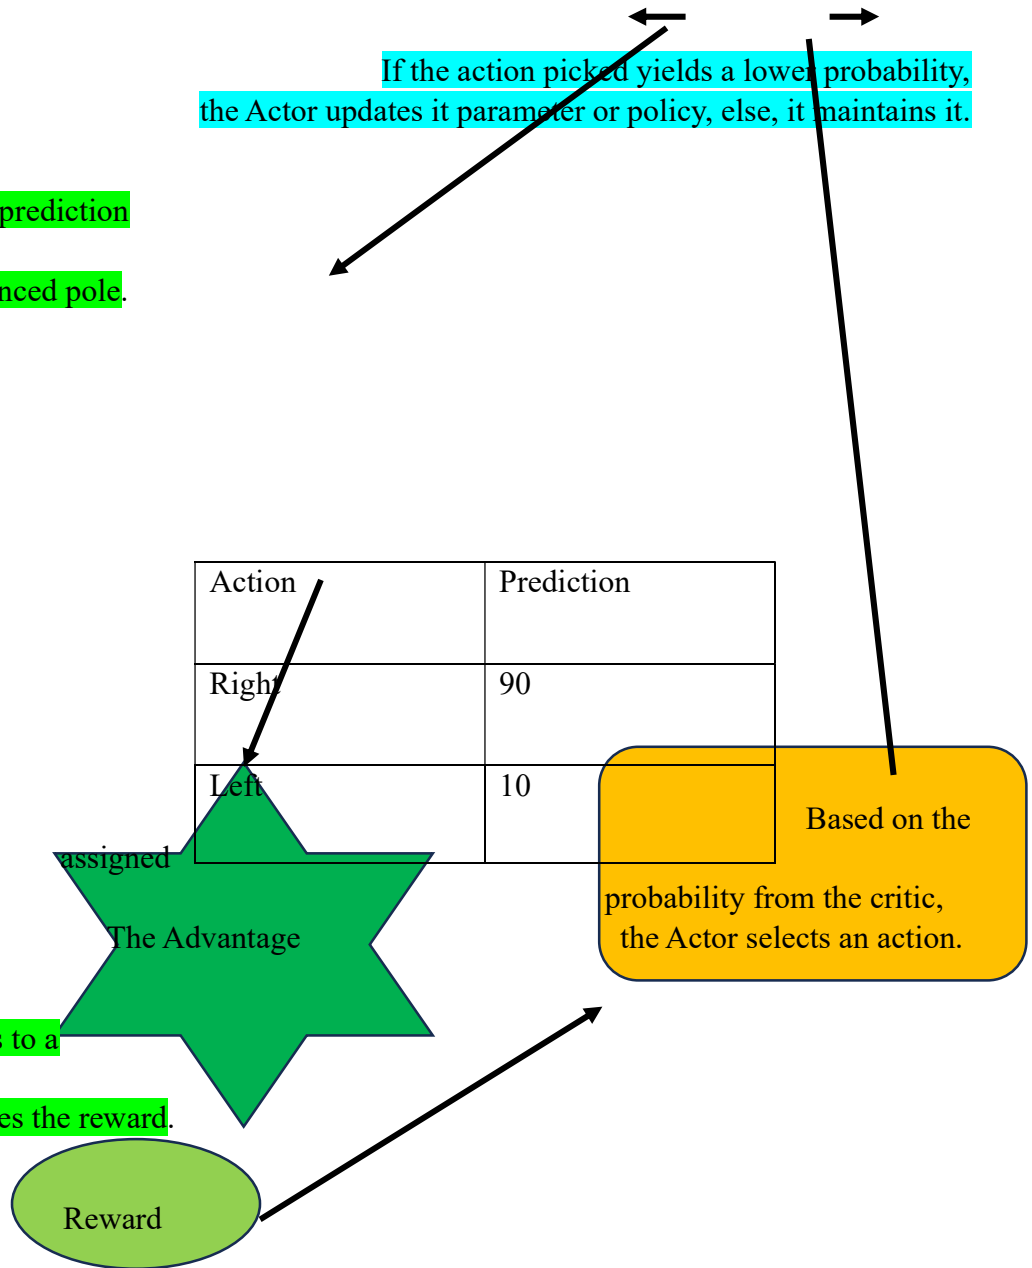 If the action picked yields a lower probability,
the Actor updates it parameter or policy, else, it maintains it.
prediction
nced pole.
Action Prediction
Right 90
Left 10
Based on the
assigned
probability from the critic,
The Advantage the Actor selects an action.
s to a
es the reward.
Reward